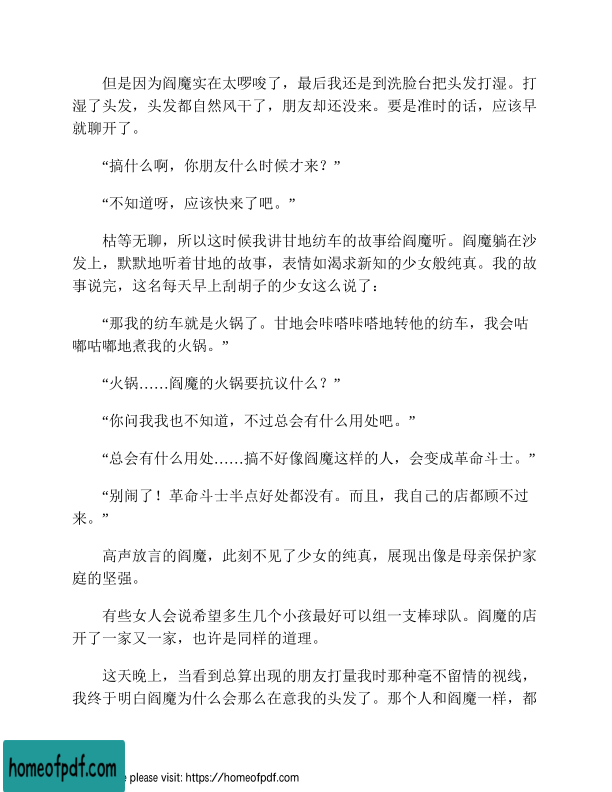 但是因为阎魔实在太啰唆了，最后我还是到洗脸台把头发打湿。打
湿了头发，头发都自然风干了，朋友却还没来。要是准时的话，应该早
就聊开了。
“搞什么啊，你朋友什么时候才来？”
“不知道呀，应该快来了吧。”
枯等无聊，所以这时候我讲甘地纺车的故事给阎魔听。阎魔躺在沙
发上，默默地听着甘地的故事，表情如渴求新知的少女般纯真。我的故
事说完，这名每天早上刮胡子的少女这么说了：
“那我的纺车就是火锅了。甘地会咔嗒咔嗒地转他的纺车，我会咕
嘟咕嘟地煮我的火锅。”
“火锅……阎魔的火锅要抗议什么？”
“你问我我也不知道，不过总会有什么用处吧。”
“总会有什么用处……搞不好像阎魔这样的人，会变成革命斗士。”
“别闹了！革命斗士半点好处都没有。而且，我自己的店都顾不过
来。”
高声放言的阎魔，此刻不见了少女的纯真，展现出像是母亲保护家
庭的坚强。
有些女人会说希望多生几个小孩最好可以组一支棒球队。阎魔的店
开了一家又一家，也许是同样的道理。
这天晚上，当看到总算出现的朋友打量我时那种毫不留情的视线，
我终于明白阎魔为什么会那么在意我的头发了。那个人和阎魔一样，都
homeofpdf.com
e please visit: https://homeofpdf.com